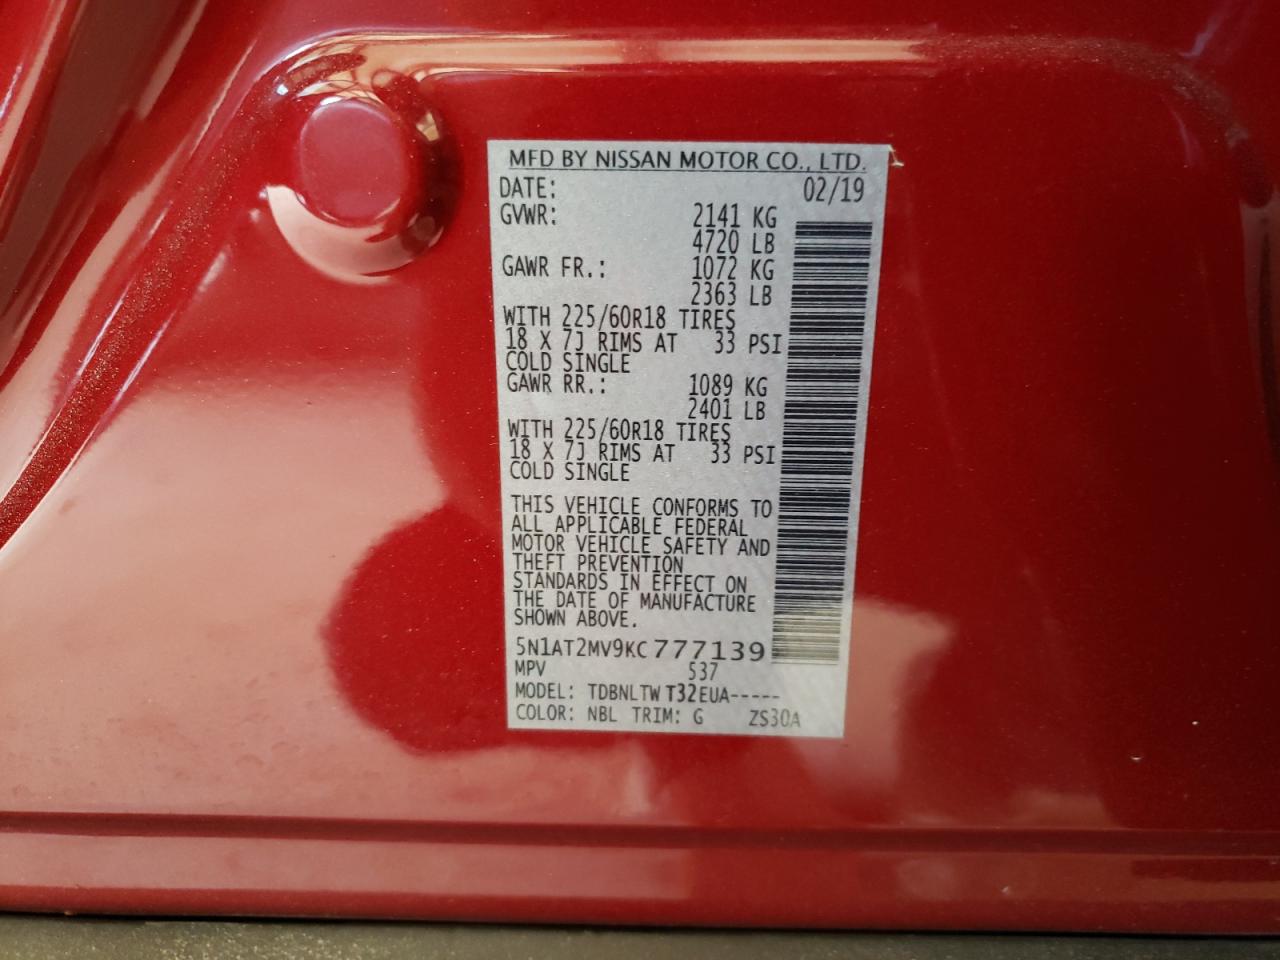 MFD BY NISSAN MOTOR CO., LTD.
DATE: 02/19
GVWR: 2141 KG
4720 LB
GAWR FR.: 1072 KG
2363 LB
WITH 225/60R18 TIRES
18 X 7J RIMS AT 33 PSI
COLD SINGLE
GAWR RR.: 1089 KG
2401 LB
WITH 225/60R18 TIRES
18 X 7J RIMS AT 33 PSI
COLD SINGLE
THIS VEHICLE CONFORMS TO
ALL APPLICABLE FEDERAL
MOTOR VEHICLE SAFETY AND
THEFT PREVENTION
STANDARDS IN EFFECT ON
THE DATE OF MANUFACTURE
SHOWN ABOVE.
5N1AT2MV9KC777139
MPV 537
MODEL: TDBNLTW T32EUA-----
COLOR: NBL TRIM: G ZS30A